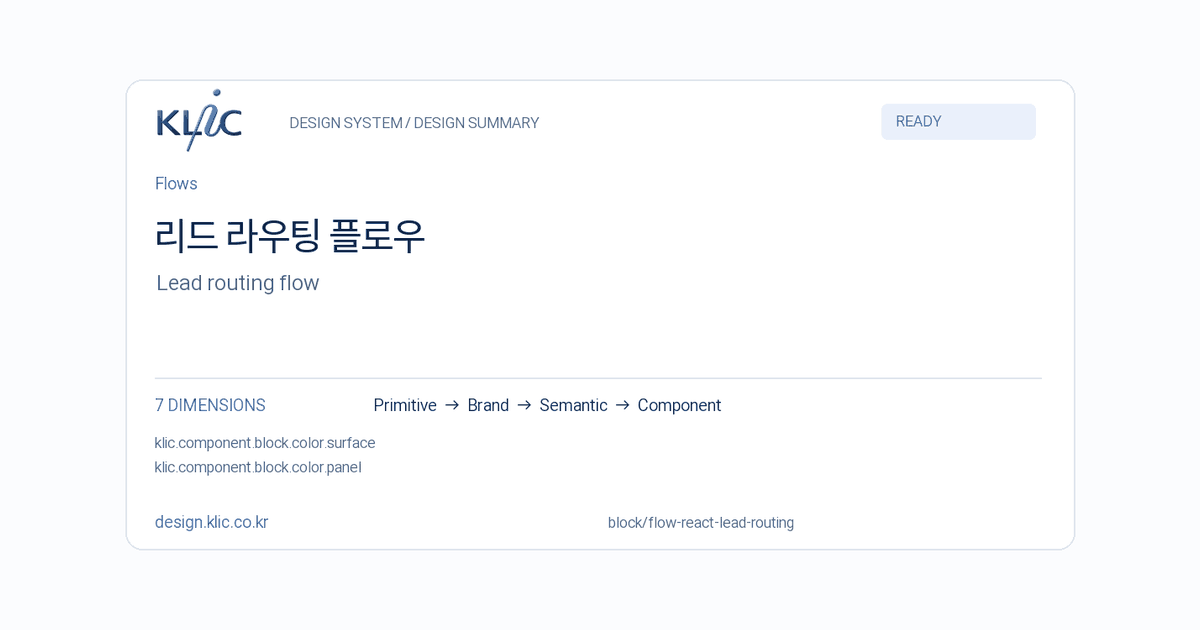 KLiC
DESIGN SYSTEM / DESIGN SUMMARY
READY
Flows
리드 라우팅 플로우
Lead routing flow
7 DIMENSIONS
Primitive → Brand → Semantic → Component
klic.component.block.color.surface
klic.component.block.color.panel
design.klic.co.kr
block/flow-react-lead-routing